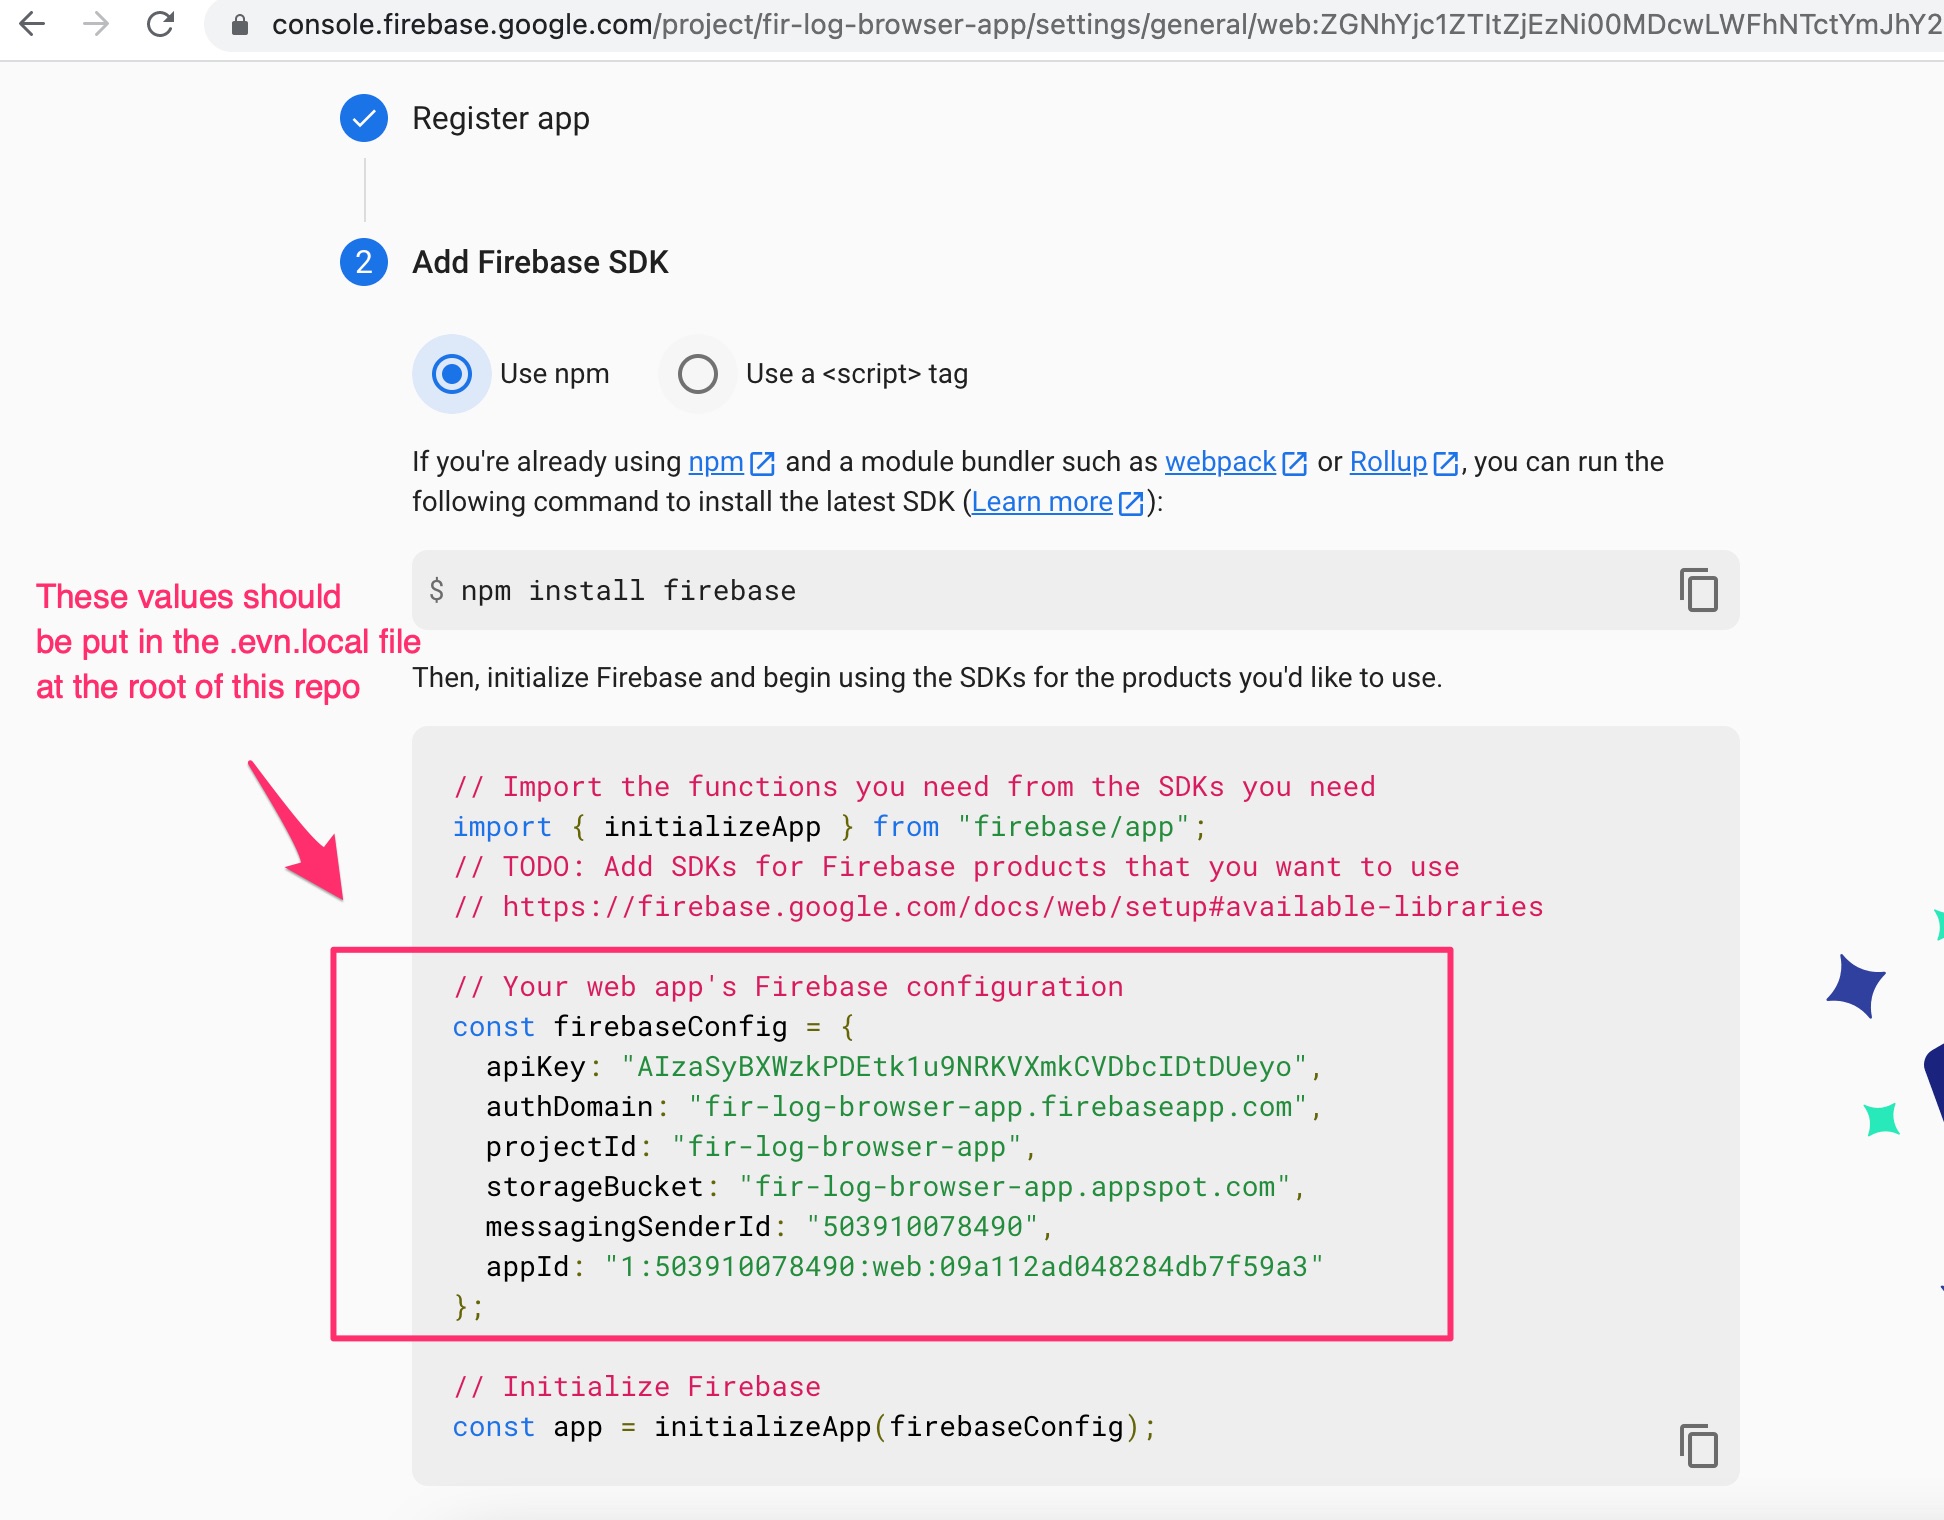 console.firebase.google.com/project/fir-log-browser-app/settings/general/web:ZGNhYjc1ZTItZjEzNi00MDcwLWFhNTctYmJhY2
Register app
2 Add Firebase SDK
Use npm Use a <script> tag
If you're already using npm and a module bundler such as webpack or Rollup, you can run the
following command to install the latest SDK (Learn more):
$ npm install firebase
These values should
be put in the .evn.local file
at the root of this repo
Then, initialize Firebase and begin using the SDKs for the products you'd like to use.
// Import the functions you need from the SDKs you need
import { initializeApp } from "firebase/app";
// TODO: Add SDKs for Firebase products that you want to use
// https://firebase.google.com/docs/web/setup#available-libraries
// Your web app's Firebase configuration
const firebaseConfig = {
apiKey: "AIzaSyBXWzkPDEtk1u9NRKVXmkCVDbcIDtDUeyo",
authDomain: "fir-log-browser-app.firebaseapp.com",
projectId: "fir-log-browser-app",
storageBucket: "fir-log-browser-app.appspot.com",
messagingSenderId: "503910078490",
appId: "1:503910078490:web:09a112ad048284db7f59a3"
};
// Initialize Firebase
const app = initializeApp(firebaseConfig);